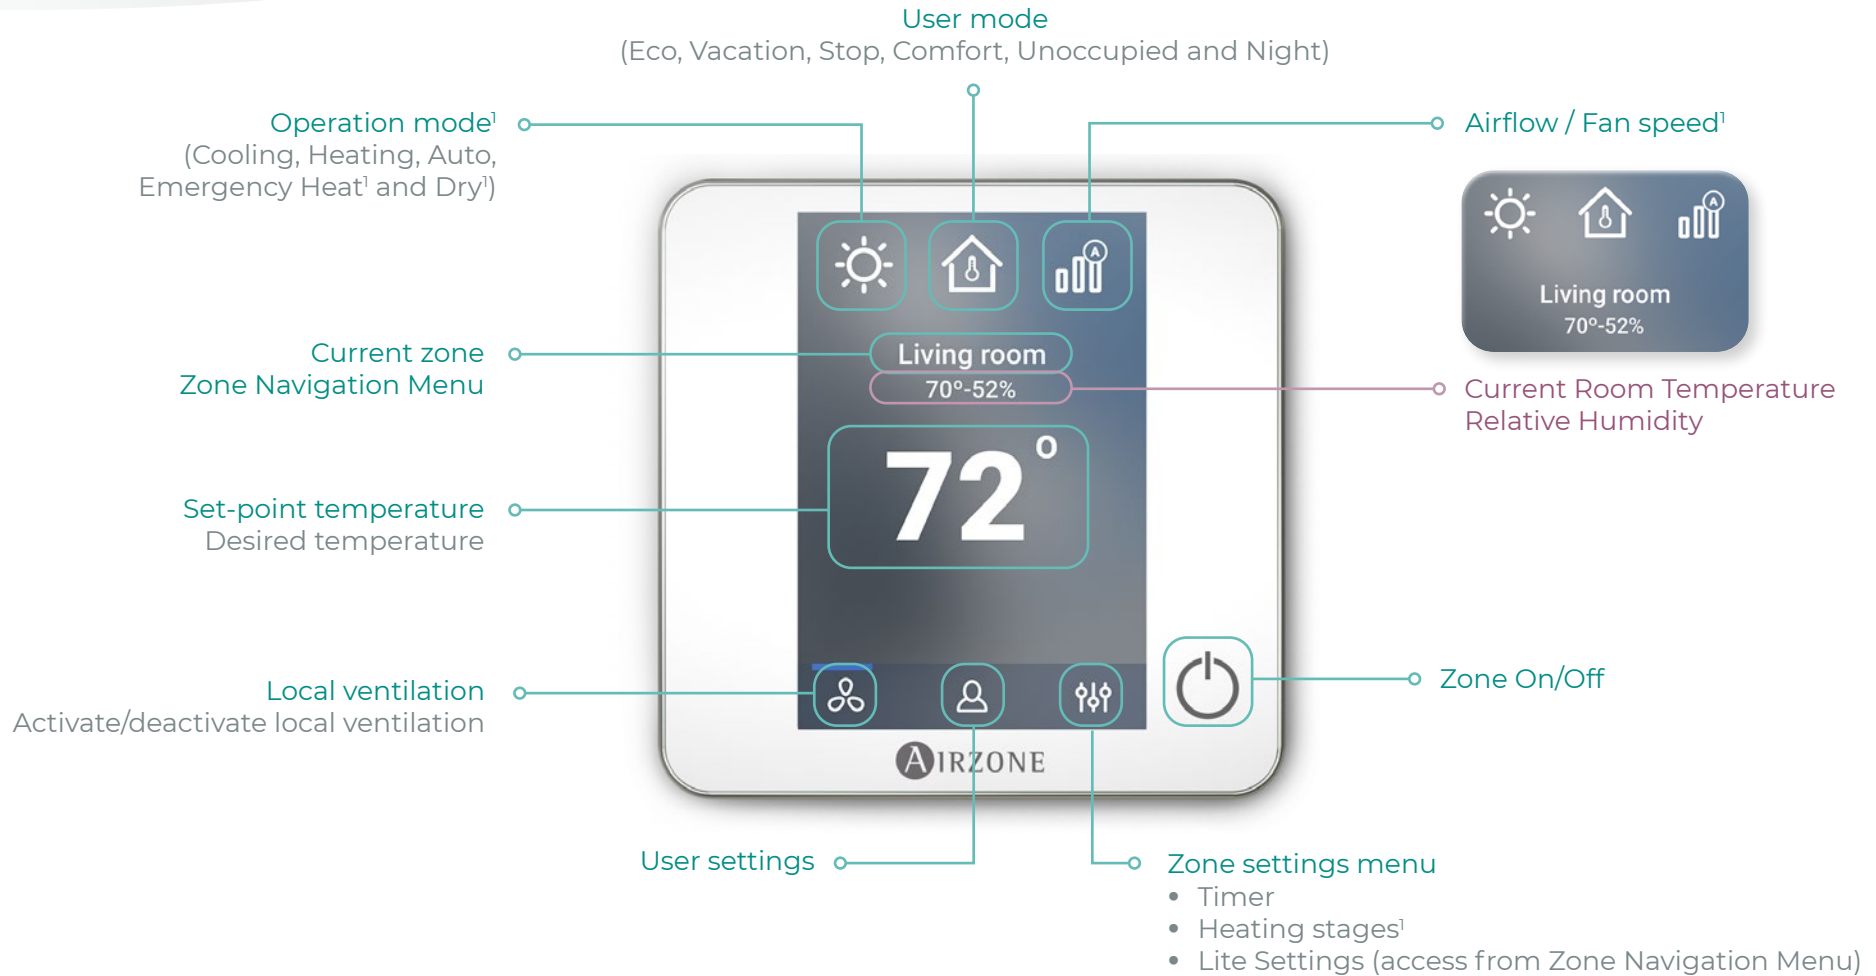 User mode
(Eco, Vacation, Stop, Comfort, Unoccupied and Night)
Operation mode¹
(Cooling, Heating, Auto,
Emergency Heat¹ and Dry¹)
Airflow / Fan speed¹
A
Living room
70º-52%
Current Room Temperature
Relative Humidity
Current zone
Zone Navigation Menu
A
Living room
70º-52%
72º
Set-point temperature
Desired temperature
Local ventilation
Activate/deactivate local ventilation
Zone On/Off
AIRZONE
User settings
Zone settings menu
• Timer
• Heating stages¹
• Lite Settings (access from Zone Navigation Menu)